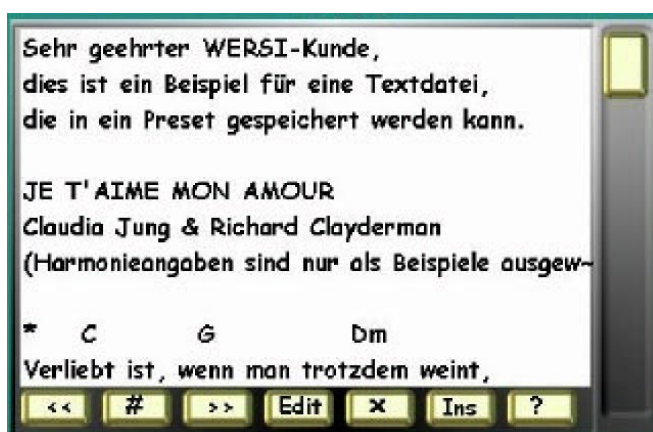 Sehr geehrter WERSI-Kunde,
dies ist ein Beispiel für eine Textdatei,
die in ein Preset gespeichert werden kann.
JE T'AIME MON AMOUR
Claudia Jung & Richard Clayderman
(Harmonieangaben sind nur als Beispiele ausgew~
* C G Dm
Verliebt ist, wenn man trotzdem weint,
<< # >> Edit x Ins ?